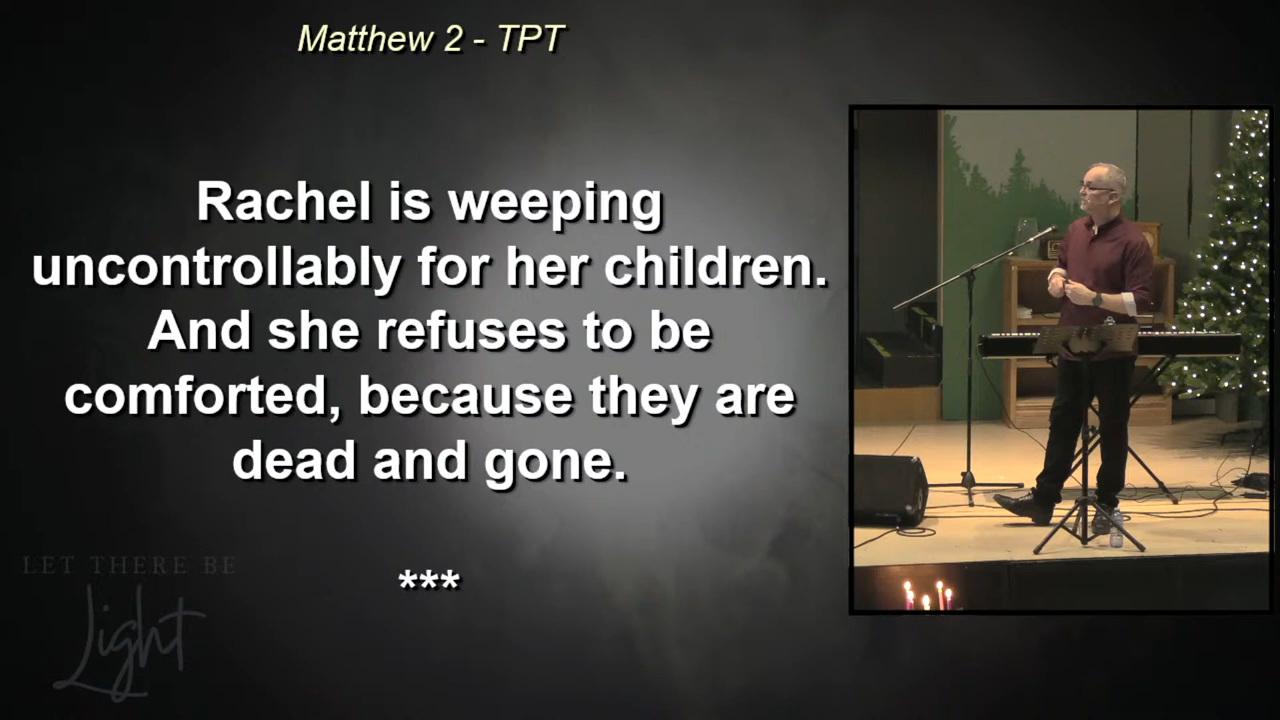 Matthew 2 - TPT
Rachel is weeping
uncontrollably for her children.
And she refuses to be
comforted, because they are
dead and gone.
***
LET THERE BE
Light